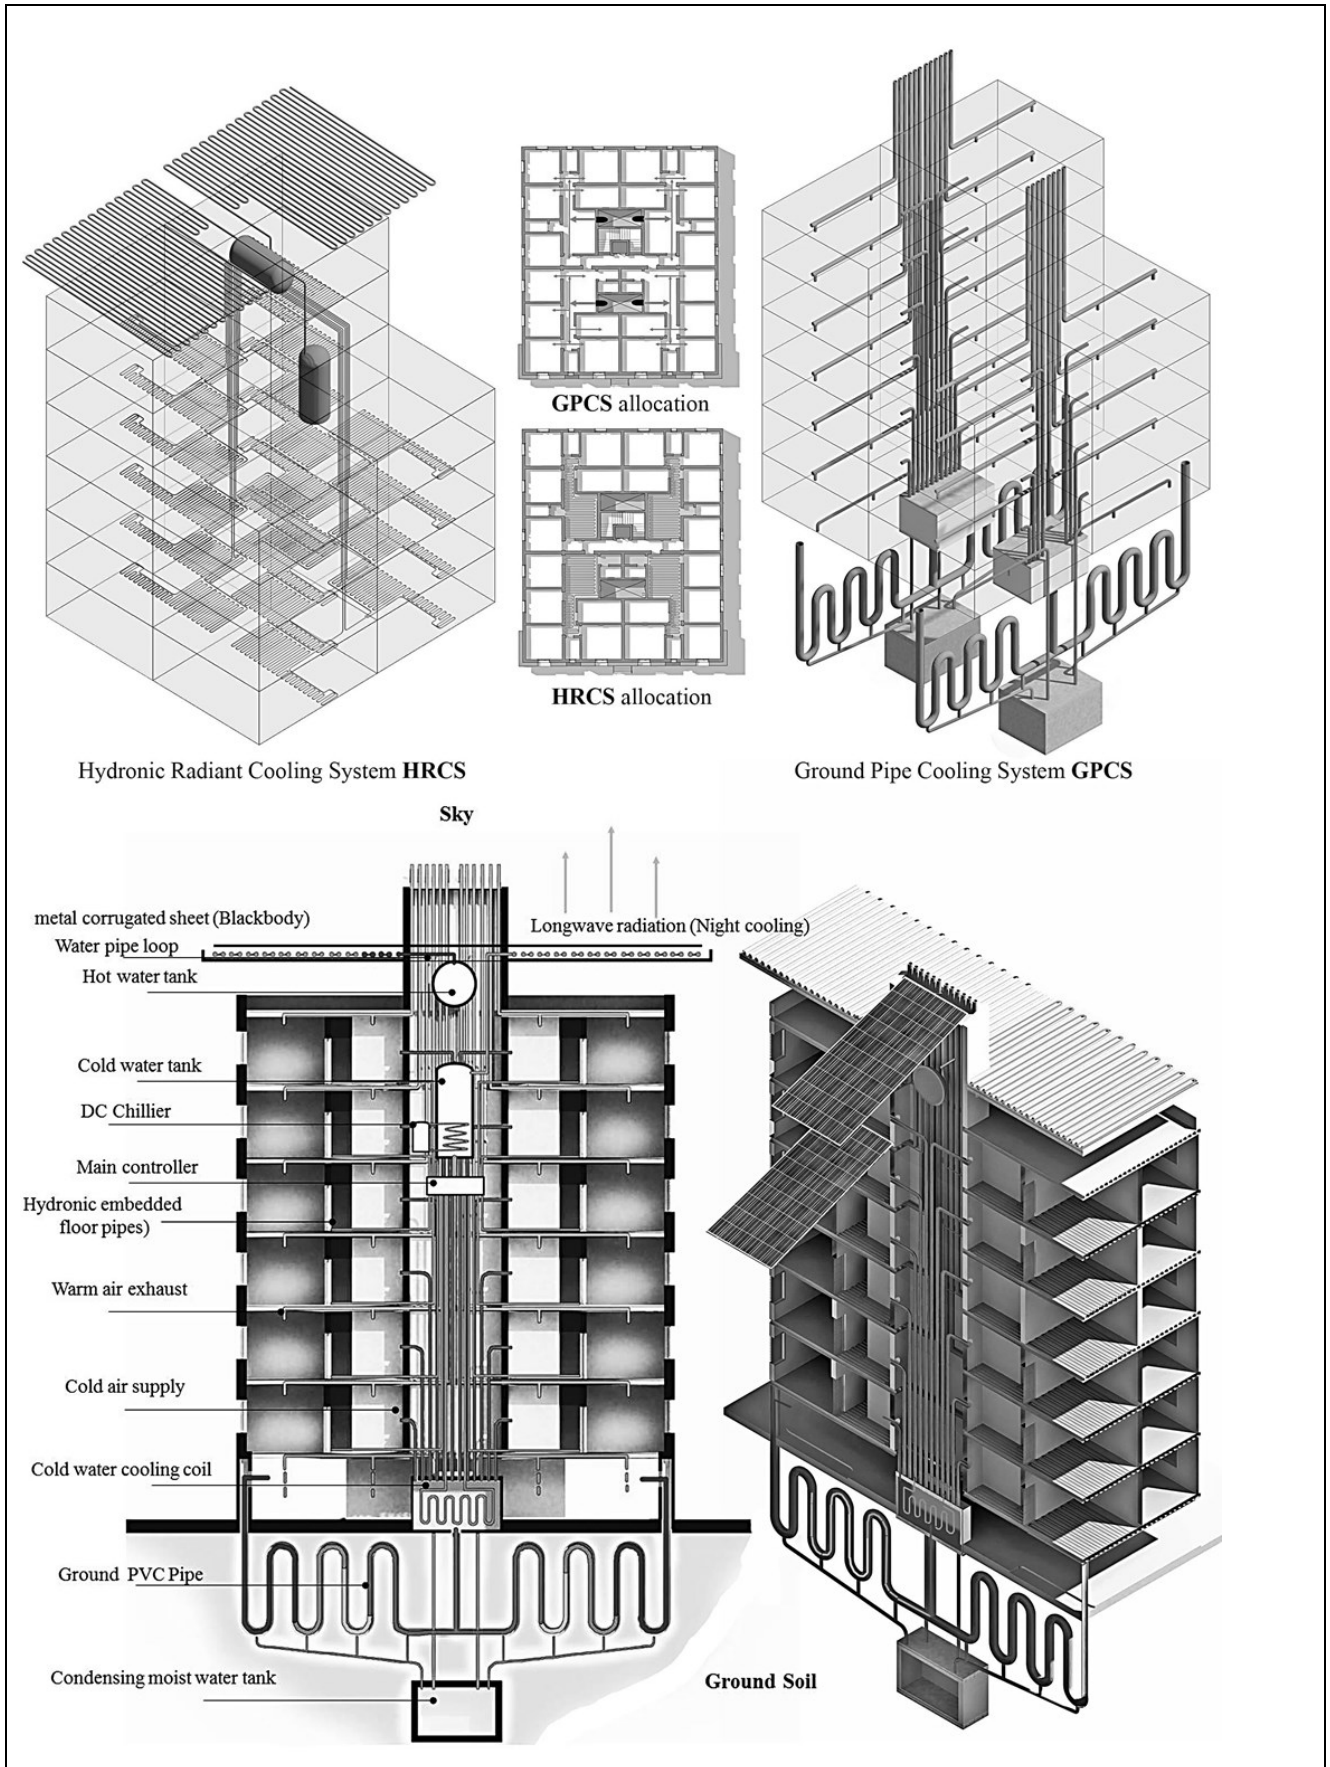 GPCS allocation
HRCS allocation
Hydronic Radiant Cooling System HRCS
Ground Pipe Cooling System GPCS
Sky
metal corrugated sheet (Blackbody)
Longwave radiation (Night cooling)
Water pipe loop
Hot water tank
Cold water tank
DC Chillier
Main controller
Hydronic embedded
floor pipes)
Warm air exhaust
Cold air supply
Cold water cooling coil
Ground PVC Pipe
Condensing moist water tank
Ground Soil